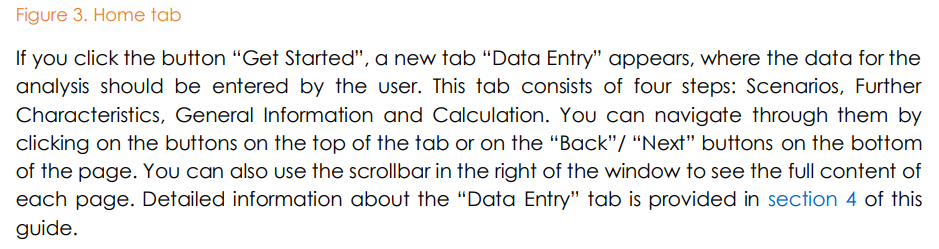 Figure 3. Home tab
If you click the button “Get Started”, a new tab “Data Entry” appears, where the data for the
analysis should be entered by the user. This tab consists of four steps: Scenarios, Further
Characteristics, General Information and Calculation. You can navigate through them by
clicking on the buttons on the top of the tab or on the “Back”/ “Next” buttons on the bottom
of the page. You can also use the scrollbar in the right of the window to see the full content of
each page. Detailed information about the “Data Entry” tab is provided in section 4 of this
guide.